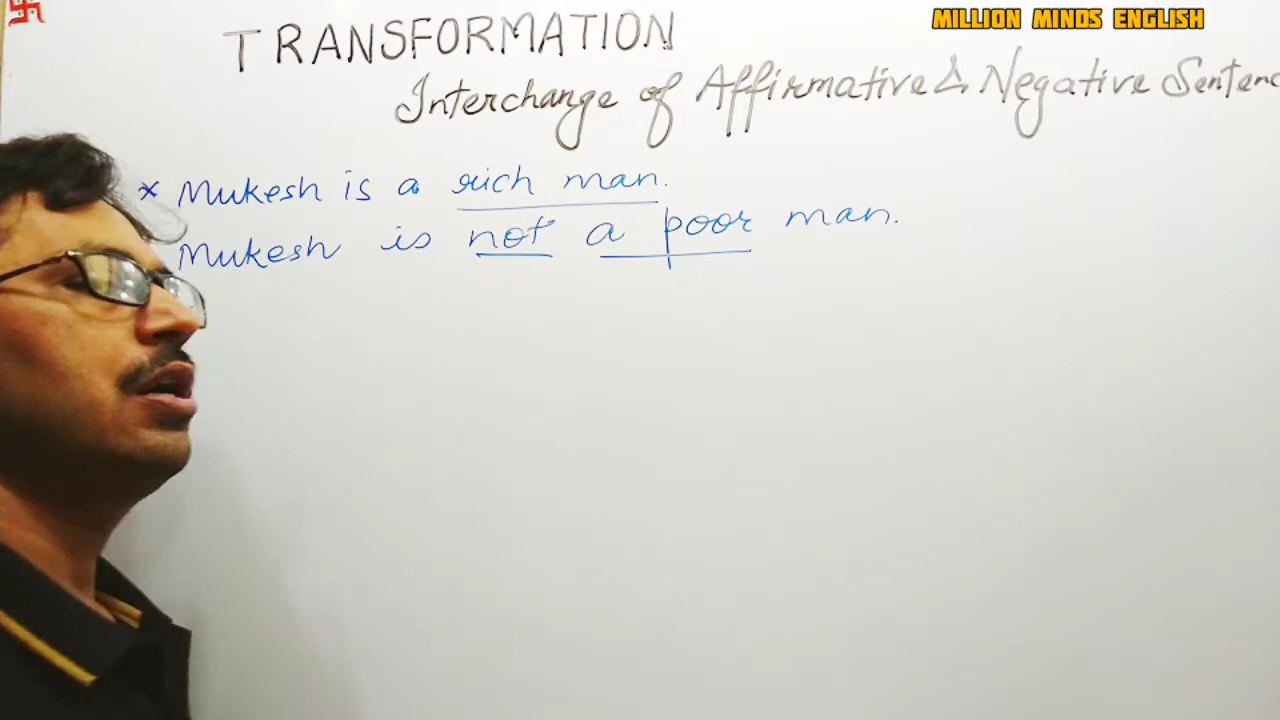 MILLION MINDS ENGLISH
TRANSFORMATION
Interchange of Affirmative & Negative Sentenc
* Mukesh is a rich man.
Mukesh is not a poor man.